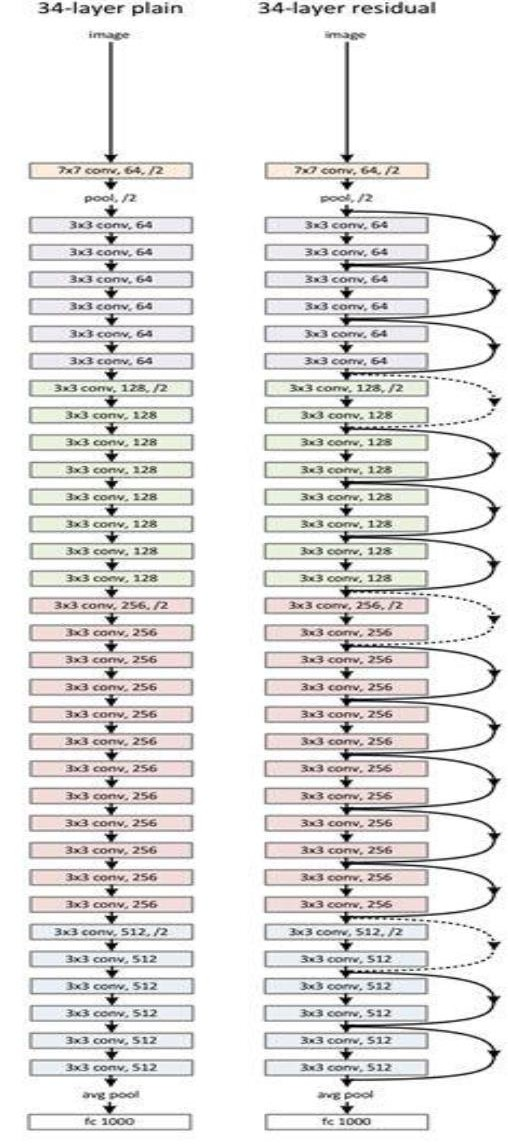 34-layer plain
image
7x7 conv, 64, /2
pool, /2
3x3 conv, 64
3x3 conv, 64
3x3 conv, 64
3x3 conv, 64
3x3 conv, 64
3x3 conv, 64
3x3 conv, 128, /2
3x3 conv, 128
3x3 conv, 128
3x3 conv, 128
3x3 conv, 128
3x3 conv, 128
3x3 conv, 128
3x3 conv, 128
3x3 conv, 256, /2
3x3 conv, 256
3x3 conv, 256
3x3 conv, 256
3x3 conv, 256
3x3 conv, 256
3x3 conv, 256
3x3 conv, 256
3x3 conv, 256
3x3 conv, 256
3x3 conv, 256
3x3 conv, 256
3x3 conv, 512, /2
3x3 conv, 512
3x3 conv, 512
3x3 conv, 512
3x3 conv, 512
3x3 conv, 512
avg pool
fc 1000
34-layer residual
image
7x7 conv, 64, /2
pool, /2
3x3 conv, 64
3x3 conv, 64
3x3 conv, 64
3x3 conv, 64
3x3 conv, 64
3x3 conv, 64
3x3 conv, 128, /2
3x3 conv, 128
3x3 conv, 128
3x3 conv, 128
3x3 conv, 128
3x3 conv, 128
3x3 conv, 128
3x3 conv, 128
3x3 conv, 256, /2
3x3 conv, 256
3x3 conv, 256
3x3 conv, 256
3x3 conv, 256
3x3 conv, 256
3x3 conv, 256
3x3 conv, 256
3x3 conv, 256
3x3 conv, 256
3x3 conv, 256
3x3 conv, 256
3x3 conv, 512, /2
3x3 conv, 512
3x3 conv, 512
3x3 conv, 512
3x3 conv, 512
3x3 conv, 512
avg pool
fc 1000